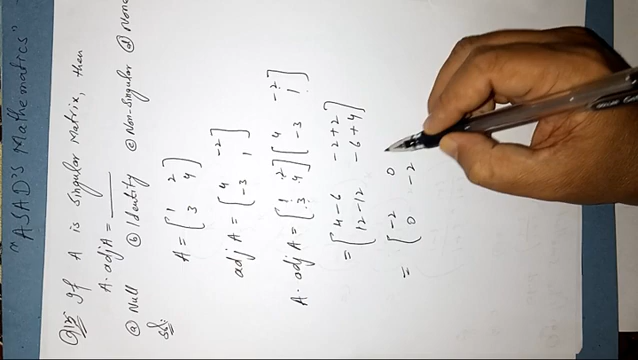 "ASAD'S Mathematics"
Q:15 If A is Singular Matrix, then
A. adjA = ______
(a) Null (b) Identity (c) Non-Singular (d) None
Sol:
A = [1 2
3 4]
adj A = [4 -2
-3 1]
A. adj A = [1 2
3 4] [4 -2
-3 1]
= [4-6 -2+2
12-12 -6+4]
= [-2 0
0 -2